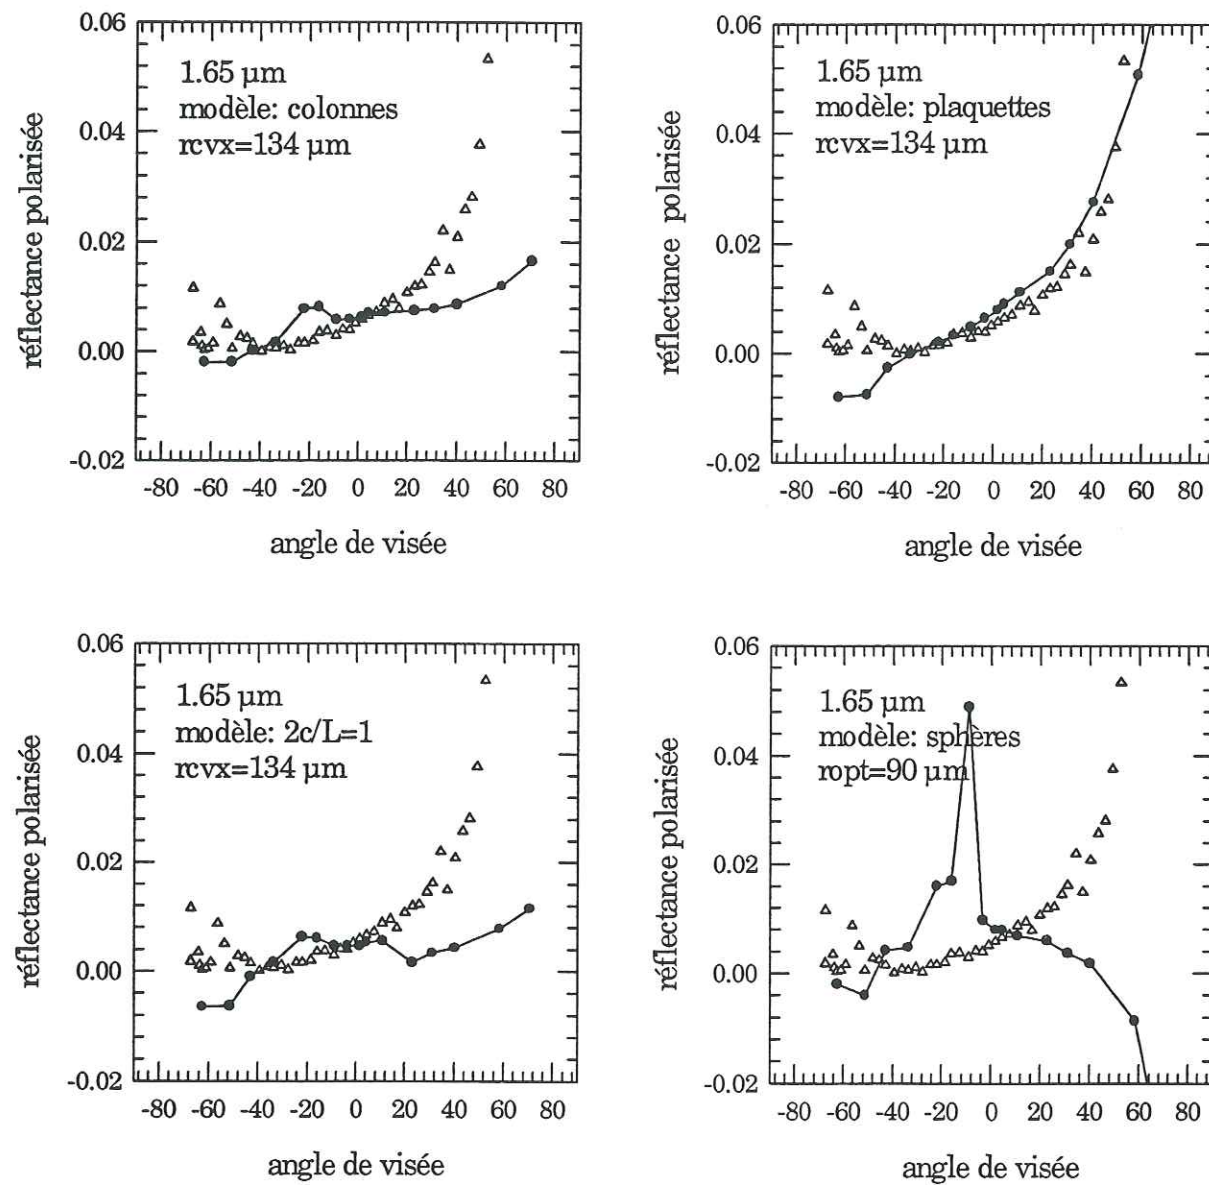 0.06
0.04
0.02
0.00
-0.02
réflectance polarisée
1.65 µm
modèle: colonnes
rcvx=134 µm
-80 -60 -40 -20 0 20 40 60 80
angle de visée
0.06
0.04
0.02
0.00
-0.02
réflectance polarisée
1.65 µm
modèle: plaquettes
rcvx=134 µm
-80 -60 -40 -20 0 20 40 60 80
angle de visée
0.06
0.04
0.02
0.00
-0.02
réflectance polarisée
1.65 µm
modèle: 2c/L=1
rcvx=134 µm
-80 -60 -40 -20 0 20 40 60 80
angle de visée
0.06
0.04
0.02
0.00
-0.02
réflectance polarisée
1.65 µm
modèle: sphères
ropt=90 µm
-80 -60 -40 -20 0 20 40 60 80
angle de visée